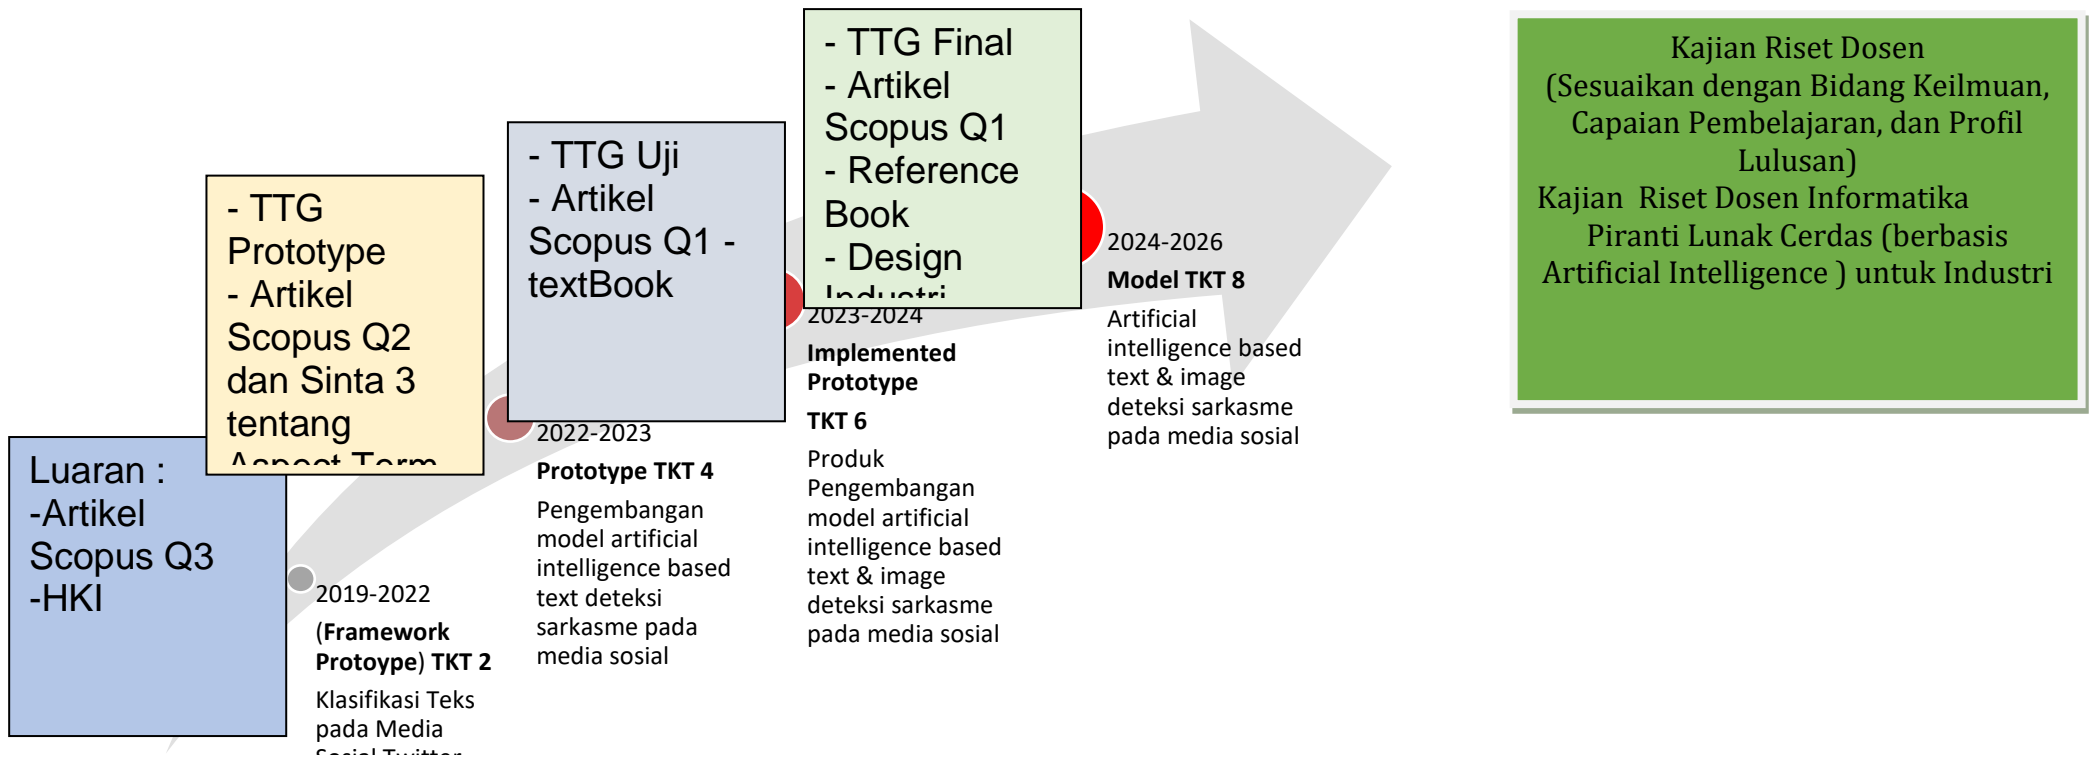 Luaran :
-Artikel
Scopus Q3
-HKI
- TTG
Prototype
- Artikel
Scopus Q2
dan Sinta 3
tentang
Aspect Term
- TTG Uji
- Artikel
Scopus Q1 -
textBook
- TTG Final
- Artikel
Scopus Q1
- Reference
Book
- Design
Industri
2019-2022
(Framework
Protoype) TKT 2
Klasifikasi Teks
pada Media
Sosial Twitter
2022-2023
Prototype TKT 4
Pengembangan
model artificial
intelligence based
text deteksi
sarkasme pada
media sosial
2023-2024
Implemented
Prototype
TKT 6
Produk
Pengembangan
model artificial
intelligence based
text & image
deteksi sarkasme
pada media sosial
2024-2026
Model TKT 8
Artificial
intelligence based
text & image
deteksi sarkasme
pada media sosial
Kajian Riset Dosen
(Sesuaikan dengan Bidang Keilmuan,
Capaian Pembelajaran, dan Profil
Lulusan)
Kajian  Riset Dosen Informatika
Piranti Lunak Cerdas (berbasis
Artificial Intelligence ) untuk Industri